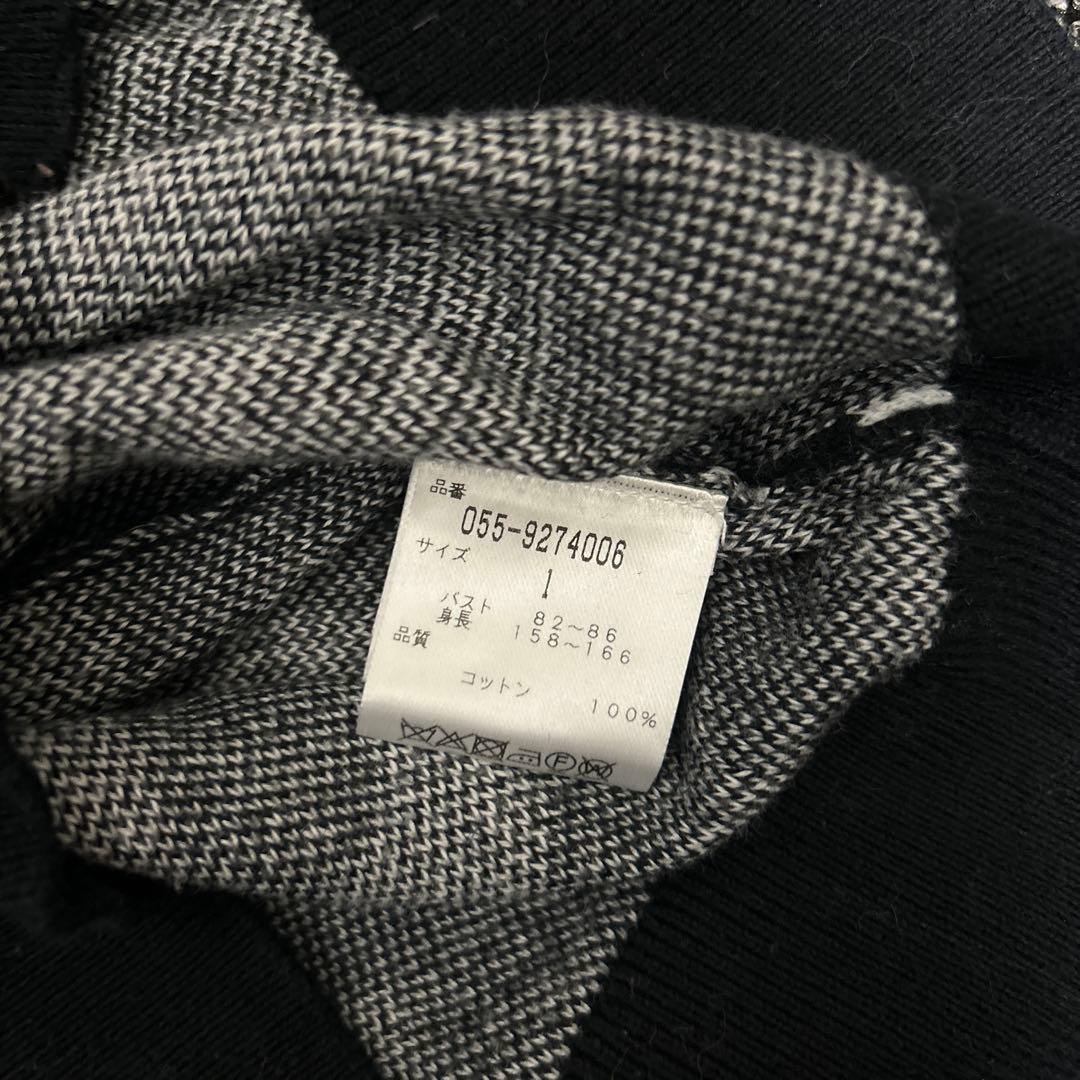 品番
055-9274006
サイズ
1
バスト 82～86
身長 158～166
品質
コットン 100%
F W